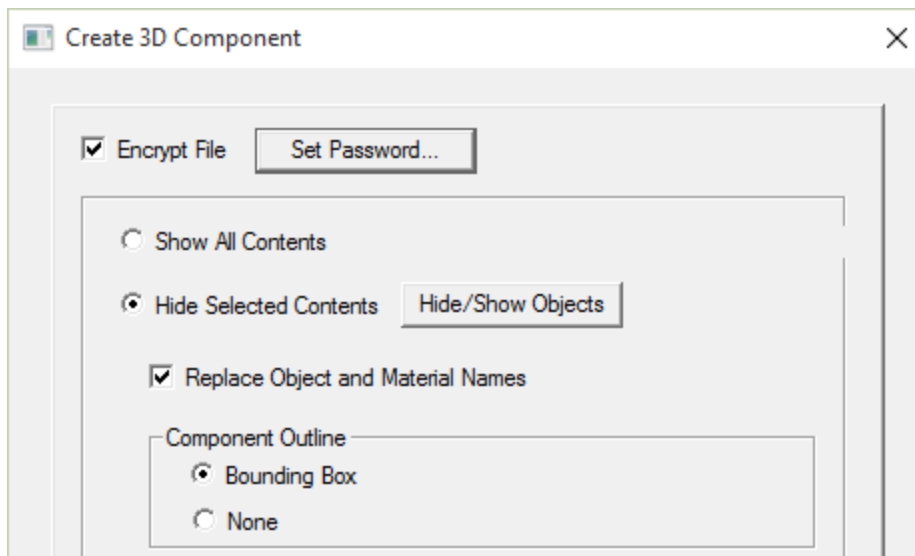 Create 3D Component
Encrypt File Set Password...
Show All Contents
Hide Selected Contents Hide/Show Objects
Replace Object and Material Names
Component Outline
Bounding Box
None